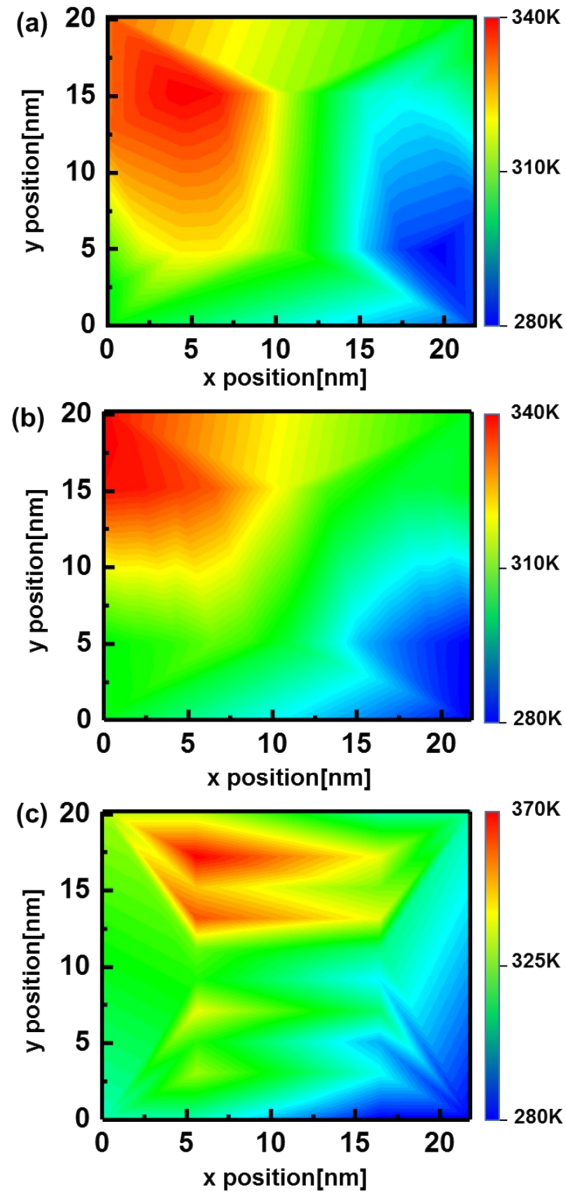 (a)
20
15
10
5
0
y position[nm]
0 5 10 15 20
x position[nm]
340K
310K
280K
(b)
20
15
10
5
0
y position[nm]
0 5 10 15 20
x position[nm]
340K
310K
280K
(c)
20
15
10
5
0
y position[nm]
0 5 10 15 20
x position[nm]
370K
325K
280K